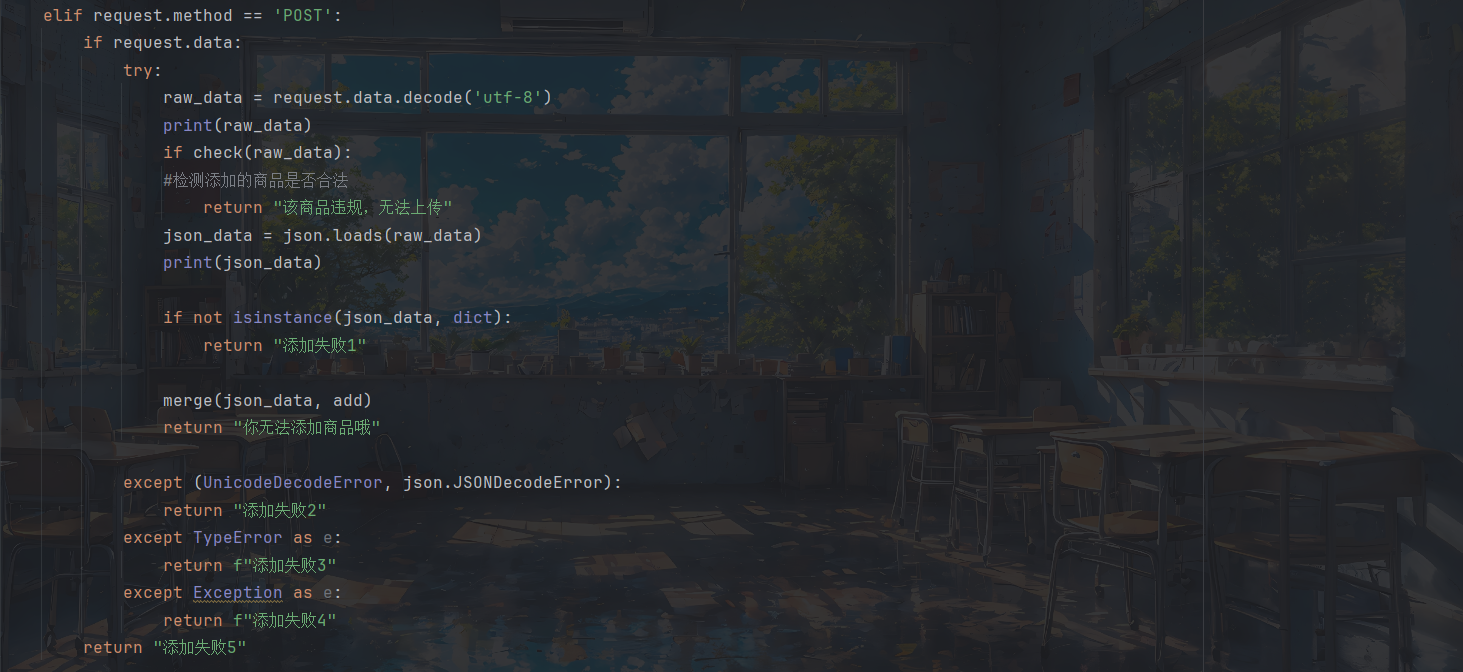 elif request.method == 'POST':
if request.data:
try:
raw_data = request.data.decode('utf-8')
print(raw_data)
if check(raw_data):
#检测添加的商品是否合法
return "该商品违规，无法上传"
json_data = json.loads(raw_data)
print(json_data)
if not isinstance(json_data, dict):
return "添加失败1"
merge(json_data, add)
return "你无法添加商品哦"
except (UnicodeDecodeError, json.JSONDecodeError):
return "添加失败2"
except TypeError as e:
return f"添加失败3"
except Exception as e:
return f"添加失败4"
return "添加失败5"